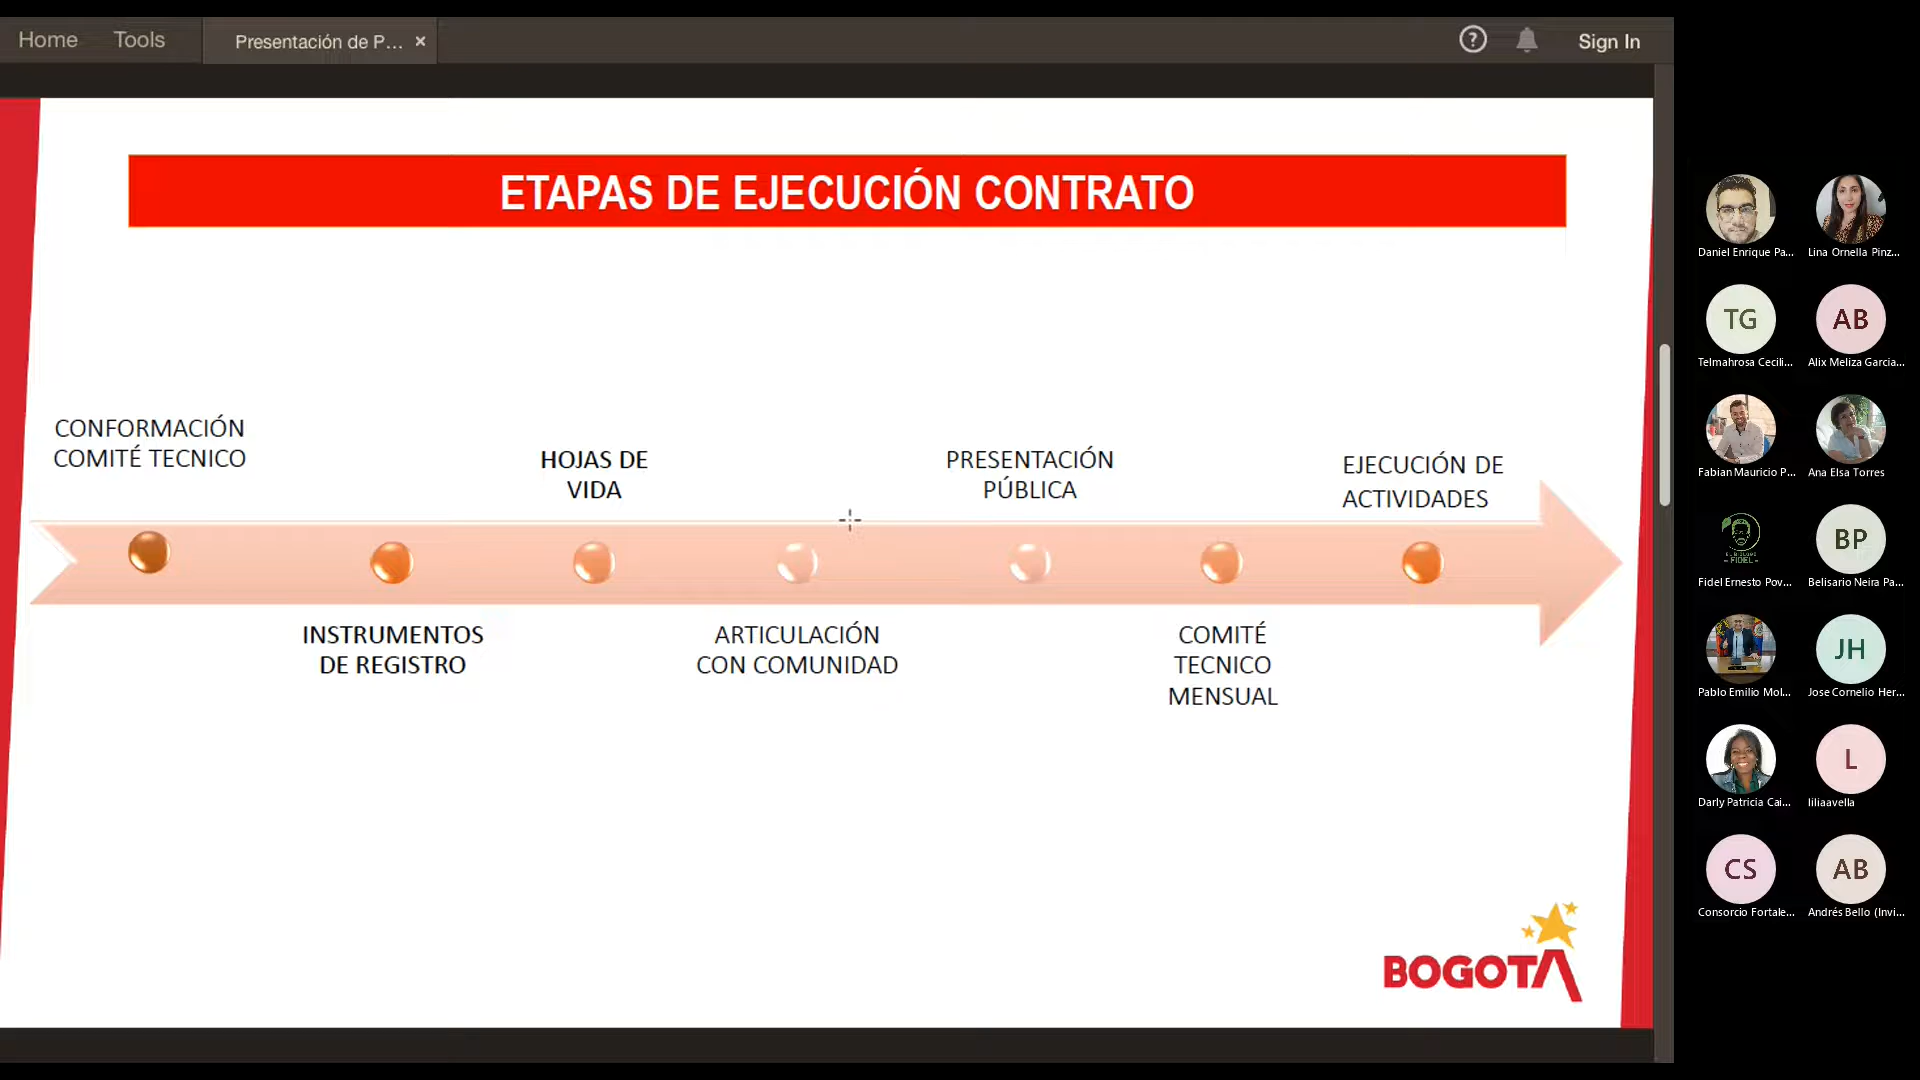 Home
Tools
Presentación de P...
Sign In
ETAPAS DE EJECUCIÓN CONTRATO
CONFORMACIÓN
COMITÉ TECNICO
HOJAS DE
VIDA
PRESENTACIÓN
PÚBLICA
EJECUCIÓN DE
ACTIVIDADES
INSTRUMENTOS
DE REGISTRO
ARTICULACIÓN
CON COMUNIDAD
COMITÉ
TECNICO
MENSUAL
BOGOTA
Daniel Enrique Pa...
Lina Ornella Pinz...
TG
Telmahrosa Cecili...
AB
Alix Meliza Garcia...
Fabian Mauricio P...
Ana Elsa Torres
FIDEL
Fidel Ernesto Pov...
BP
Belisario Neira Pa...
Pablo Emilio Mol...
JH
Jose Cornelio Her...
Darly Patricia Cai...
L
liliaavella
CS
Consorcio Fortale...
AB
Andrés Bello (Invi...